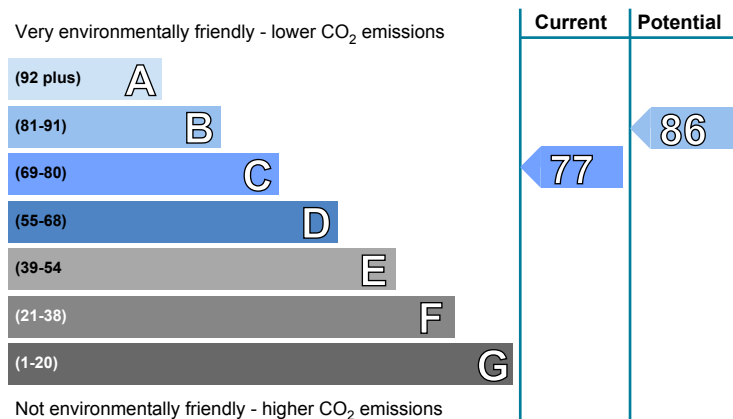 Very environmentally friendly - lower CO2 emissions
Current
Potential
(92 plus) A
(81-91) B
86
(69-80) C
77
(55-68) D
(39-54 E
(21-38) F
(1-20) G
Not environmentally friendly - higher CO2 emissions